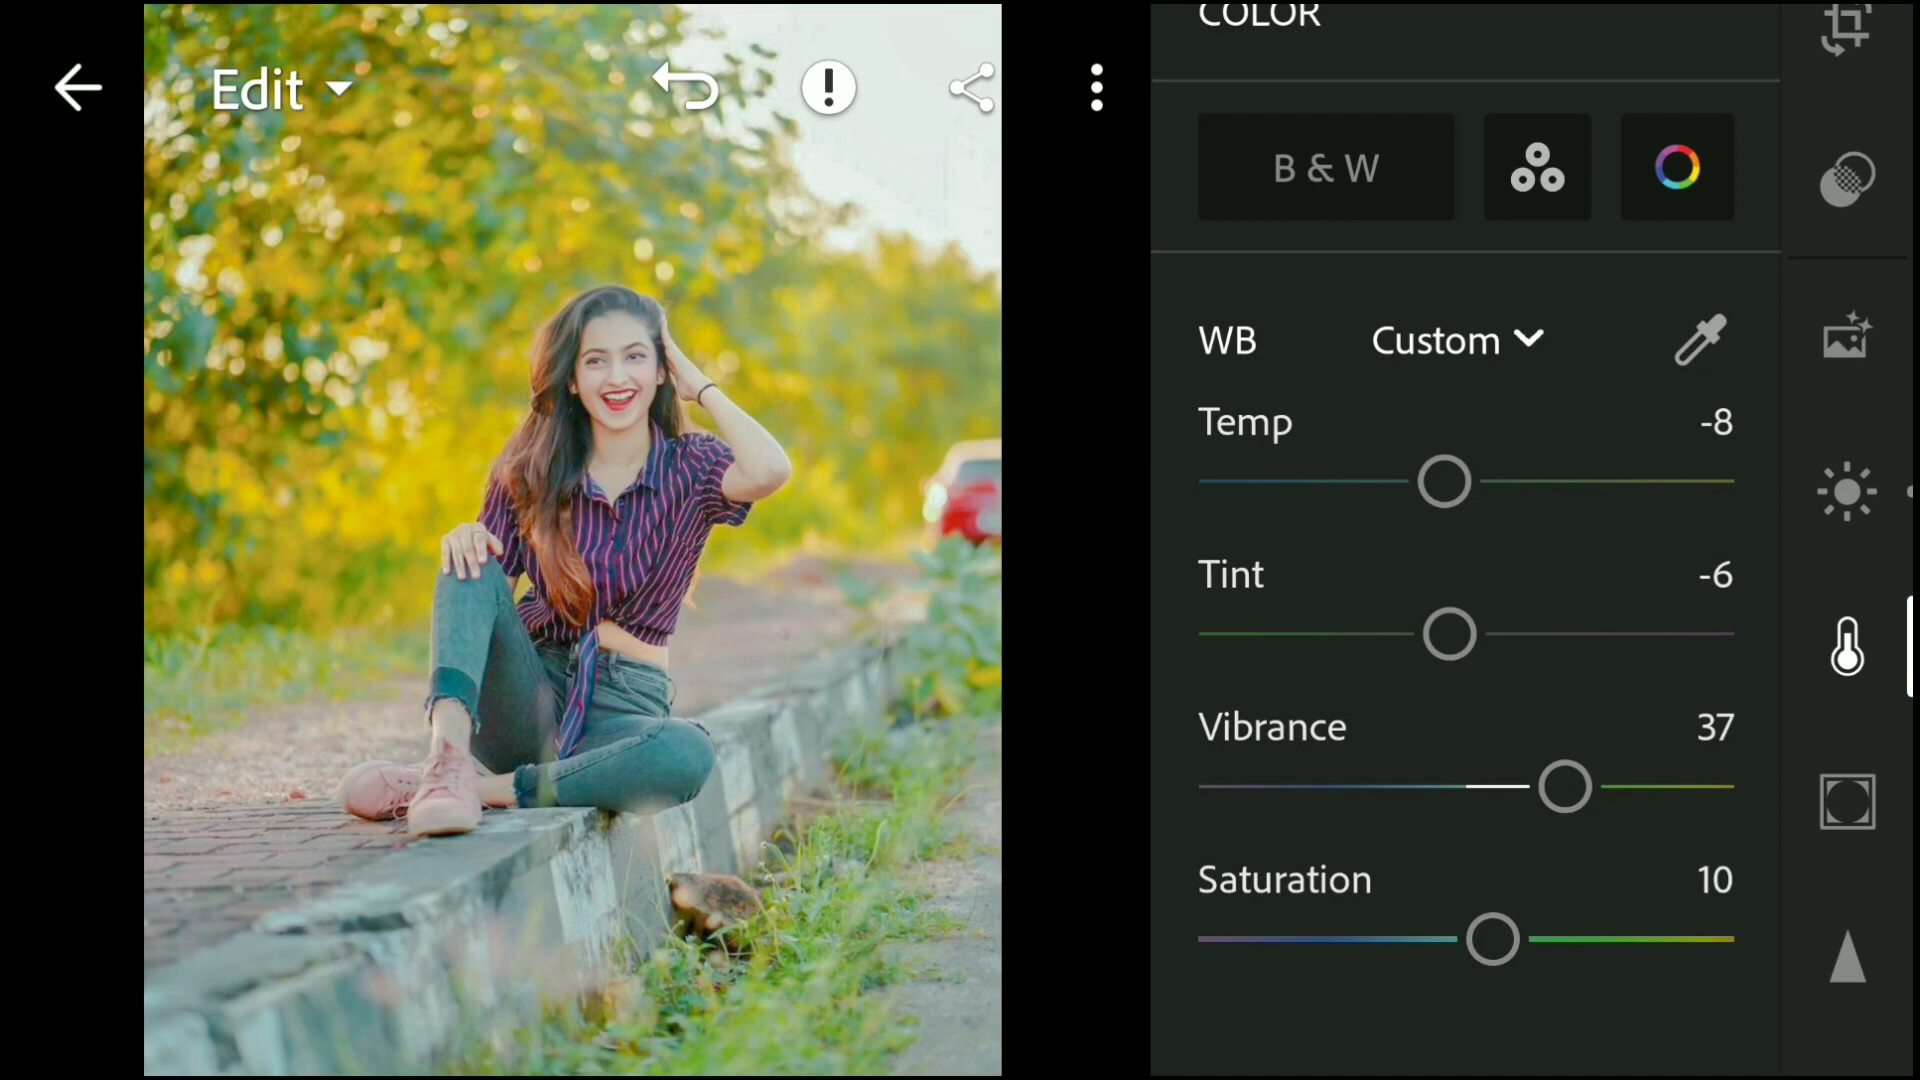 Edit
COLOR
B & W
WB Custom
Temp -8
Tint -6
Vibrance 37
Saturation 10